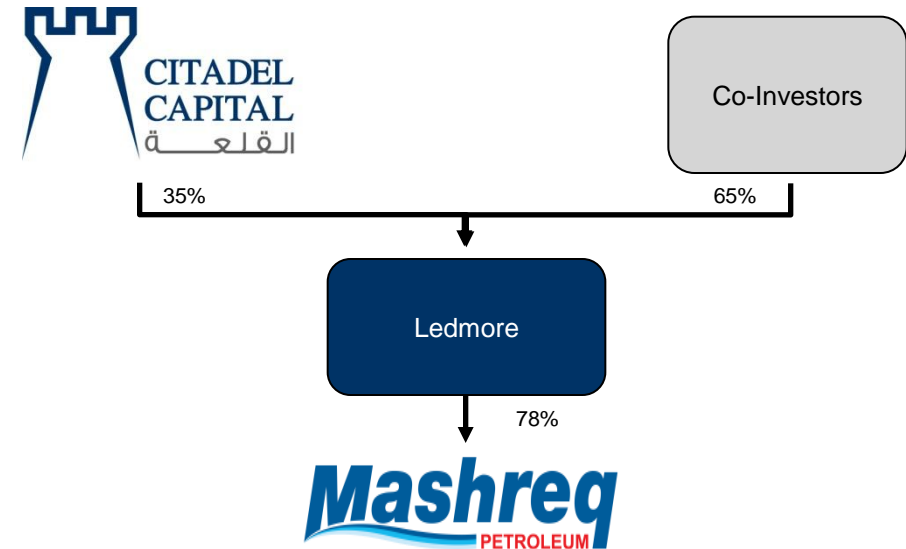 CITADEL
CAPITAL
القلعة
Co-Investors
35%
65%
Ledmore
78%
Mashreq
PETROLEUM